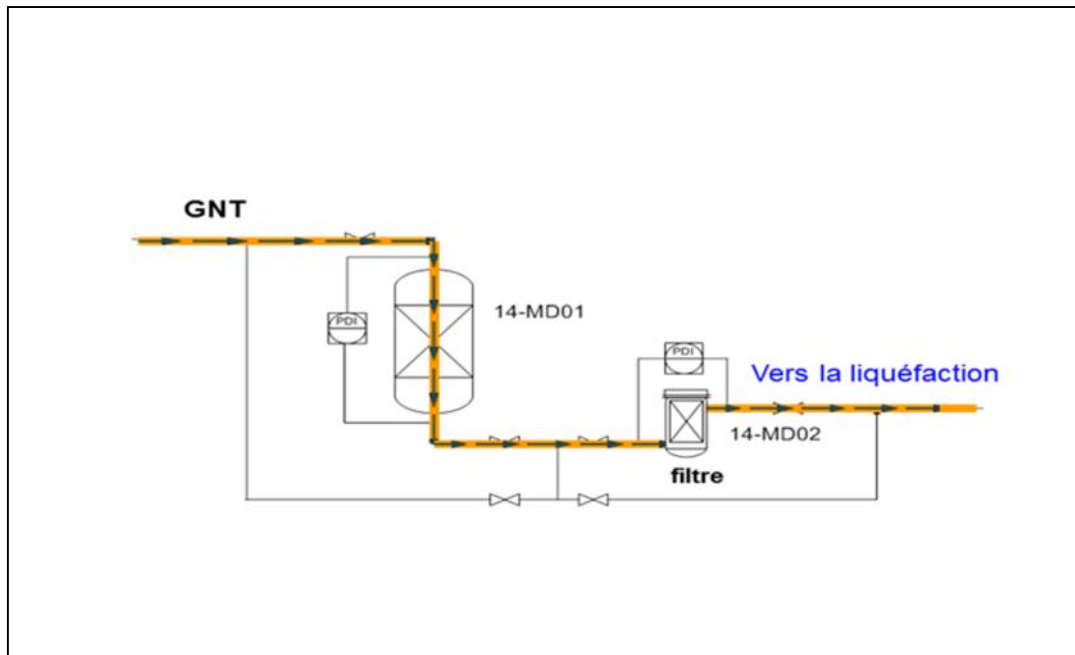 GNT
14-MD01
PDI
PDI
Vers la liquéfaction
14-MD02
filtre